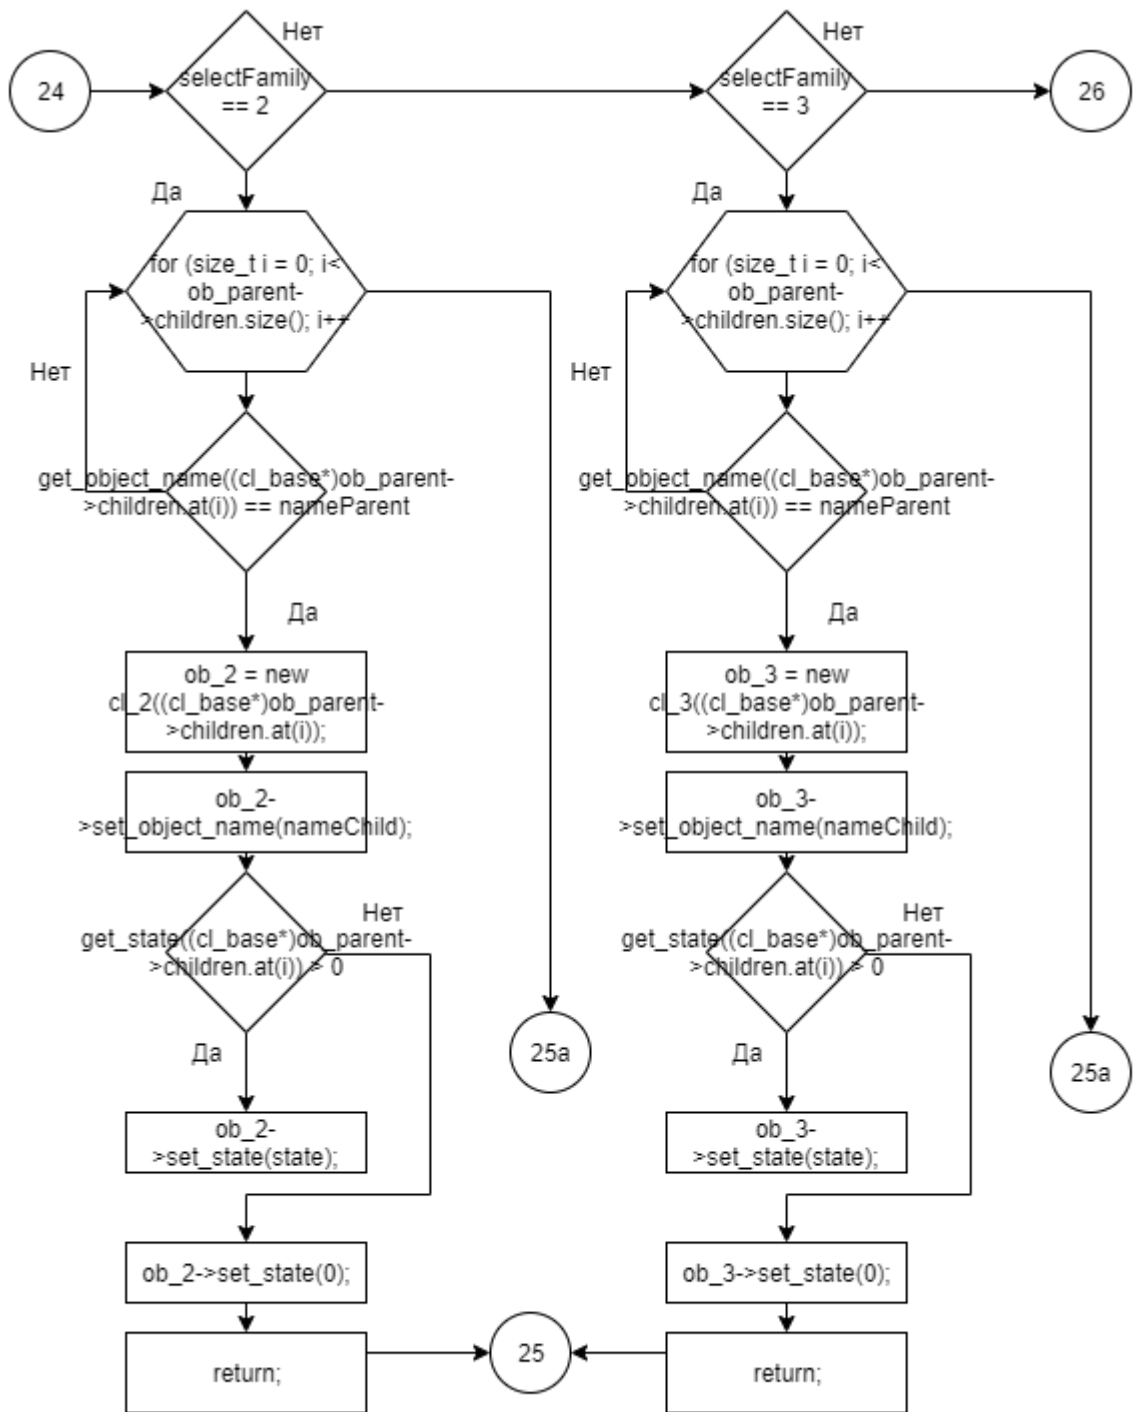 24
selectFamily
== 2
Нет
selectFamily
== 3
Нет
26
Да
for (size_t i = 0; i<
ob_parent-
>children.size(); i++
Нет
get_object_name((cl_base*)ob_parent-
>children.at(i)) == nameParent
Да
ob_2 = new
cl_2((cl_base*)ob_parent-
>children.at(i));
ob_2-
>set_object_name(nameChild);
get_state((cl_base*)ob_parent-
>children.at(i)) > 0
Нет
Да
ob_2-
>set_state(state);
ob_2->set_state(0);
return;
25a
25
Да
for (size_t i = 0; i<
ob_parent-
>children.size(); i++
Нет
get_object_name((cl_base*)ob_parent-
>children.at(i)) == nameParent
Да
ob_3 = new
cl_3((cl_base*)ob_parent-
>children.at(i));
ob_3-
>set_object_name(nameChild);
get_state((cl_base*)ob_parent-
>children.at(i)) > 0
Нет
Да
ob_3-
>set_state(state);
ob_3->set_state(0);
return;
25a